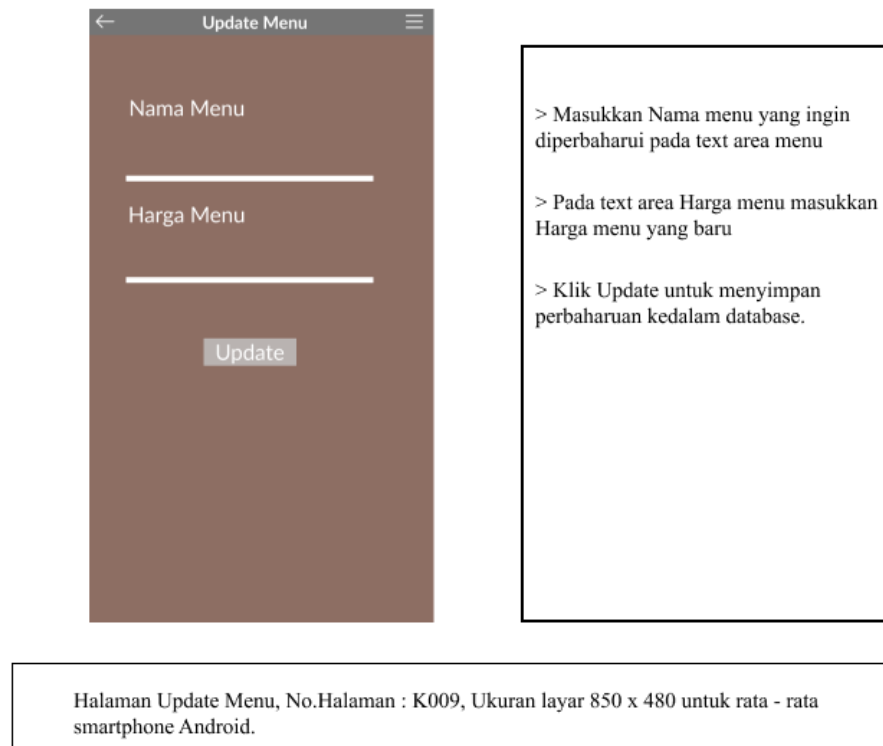 Update Menu
Nama Menu
Harga Menu
Update
> Masukkan Nama menu yang ingin
diperbaharui pada text area menu
> Pada text area Harga menu masukkan
Harga menu yang baru
> Klik Update untuk menyimpan
perbaharuan kedalam database.
Halaman Update Menu, No.Halaman : K009, Ukuran layar 850 x 480 untuk rata - rata
smartphone Android.